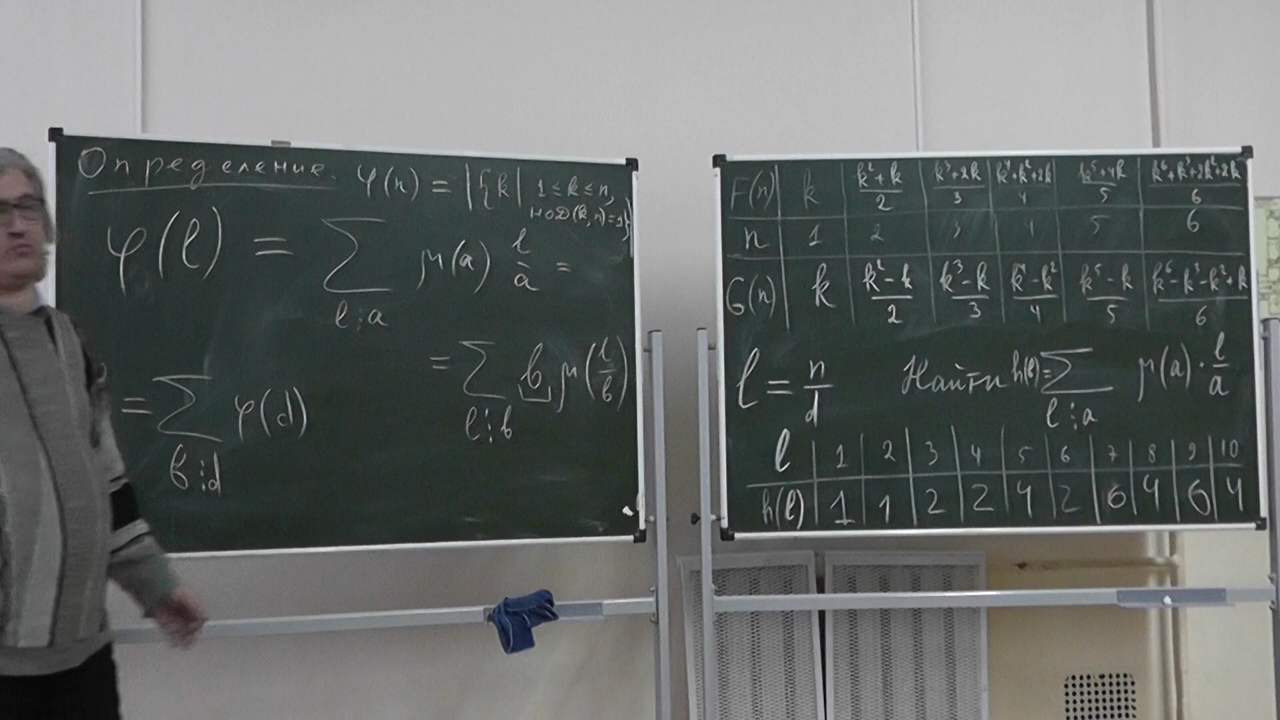 Определение. φ(n) = |{k| 1 ≤ k ≤ n,
НОД(k,n)=1}|
φ(l) = ∑_{l⋮a} μ(a) l/a =
= ∑_{l⋮b} b μ(l/b)
= ∑_{b⋮d} φ(d)
F(n) | k | (k²+k)/2 | (k³+2k)/3 | (k⁴+k²+2k)/4 | (k⁵+4k)/5 | (k⁶+k³+2k²+2k)/6
n | 1 | 2 | 3 | 4 | 5 | 6
G(n) | k | (k²-k)/2 | (k³-k)/3 | (k⁴-k²)/4 | (k⁵-k)/5 | (k⁶-k³-k²+k)/6
l = n/d Найти h(l)=∑_{l⋮a} μ(a)·l/a
l | 1 | 2 | 3 | 4 | 5 | 6 | 7 | 8 | 9 | 10
h(l) | 1 | 1 | 2 | 2 | 4 | 2 | 6 | 4 | 6 | 4